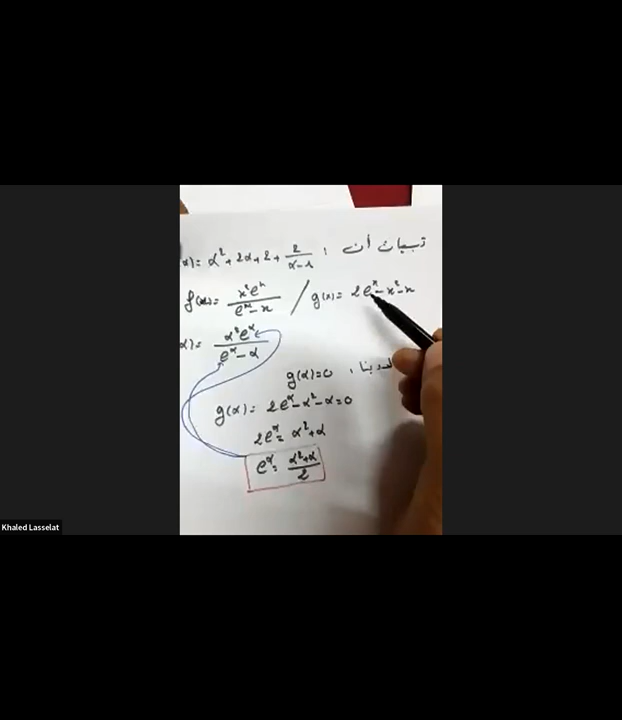 تبيان أن : α)= α² + 2α + 2 + 2/(α-1)
f(x)= x²eˣ/(eˣ - x) / g(x)= 2eˣ - x² - x
α)= α²e^α/(e^α - α)
لدينا : g(α)=0
g(α)= 2e^α - α² - α = 0
2e^α = α² + α
e^α = (α²+α)/2
Khaled Lasselat